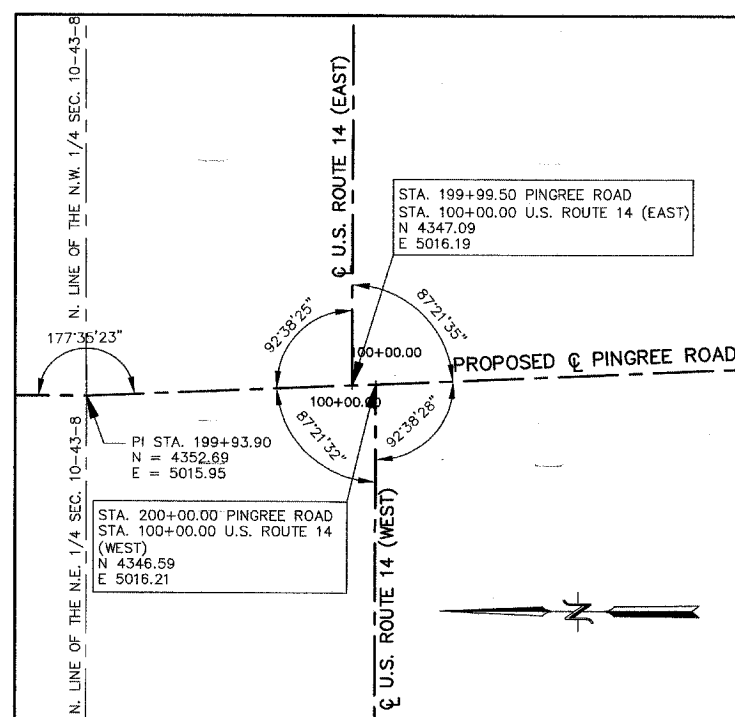 N. LINE OF THE N.W. 1/4 SEC. 10-43-8
℄ U.S. ROUTE 14 (EAST)
STA. 199+99.50 PINGREE ROAD
STA. 100+00.00 U.S. ROUTE 14 (EAST)
N 4347.09
E 5016.19
177°35'23"
92°38'25"
87°21'35"
100+00.00
PROPOSED ℄ PINGREE ROAD
100+00.00
87°21'32"
92°38'28"
PI STA. 199+93.90
N = 4352.69
E = 5015.95
STA. 200+00.00 PINGREE ROAD
STA. 100+00.00 U.S. ROUTE 14
(WEST)
N 4346.59
E 5016.21
N. LINE OF THE N.E. 1/4 SEC. 10-43-8
℄ U.S. ROUTE 14 (WEST)
N